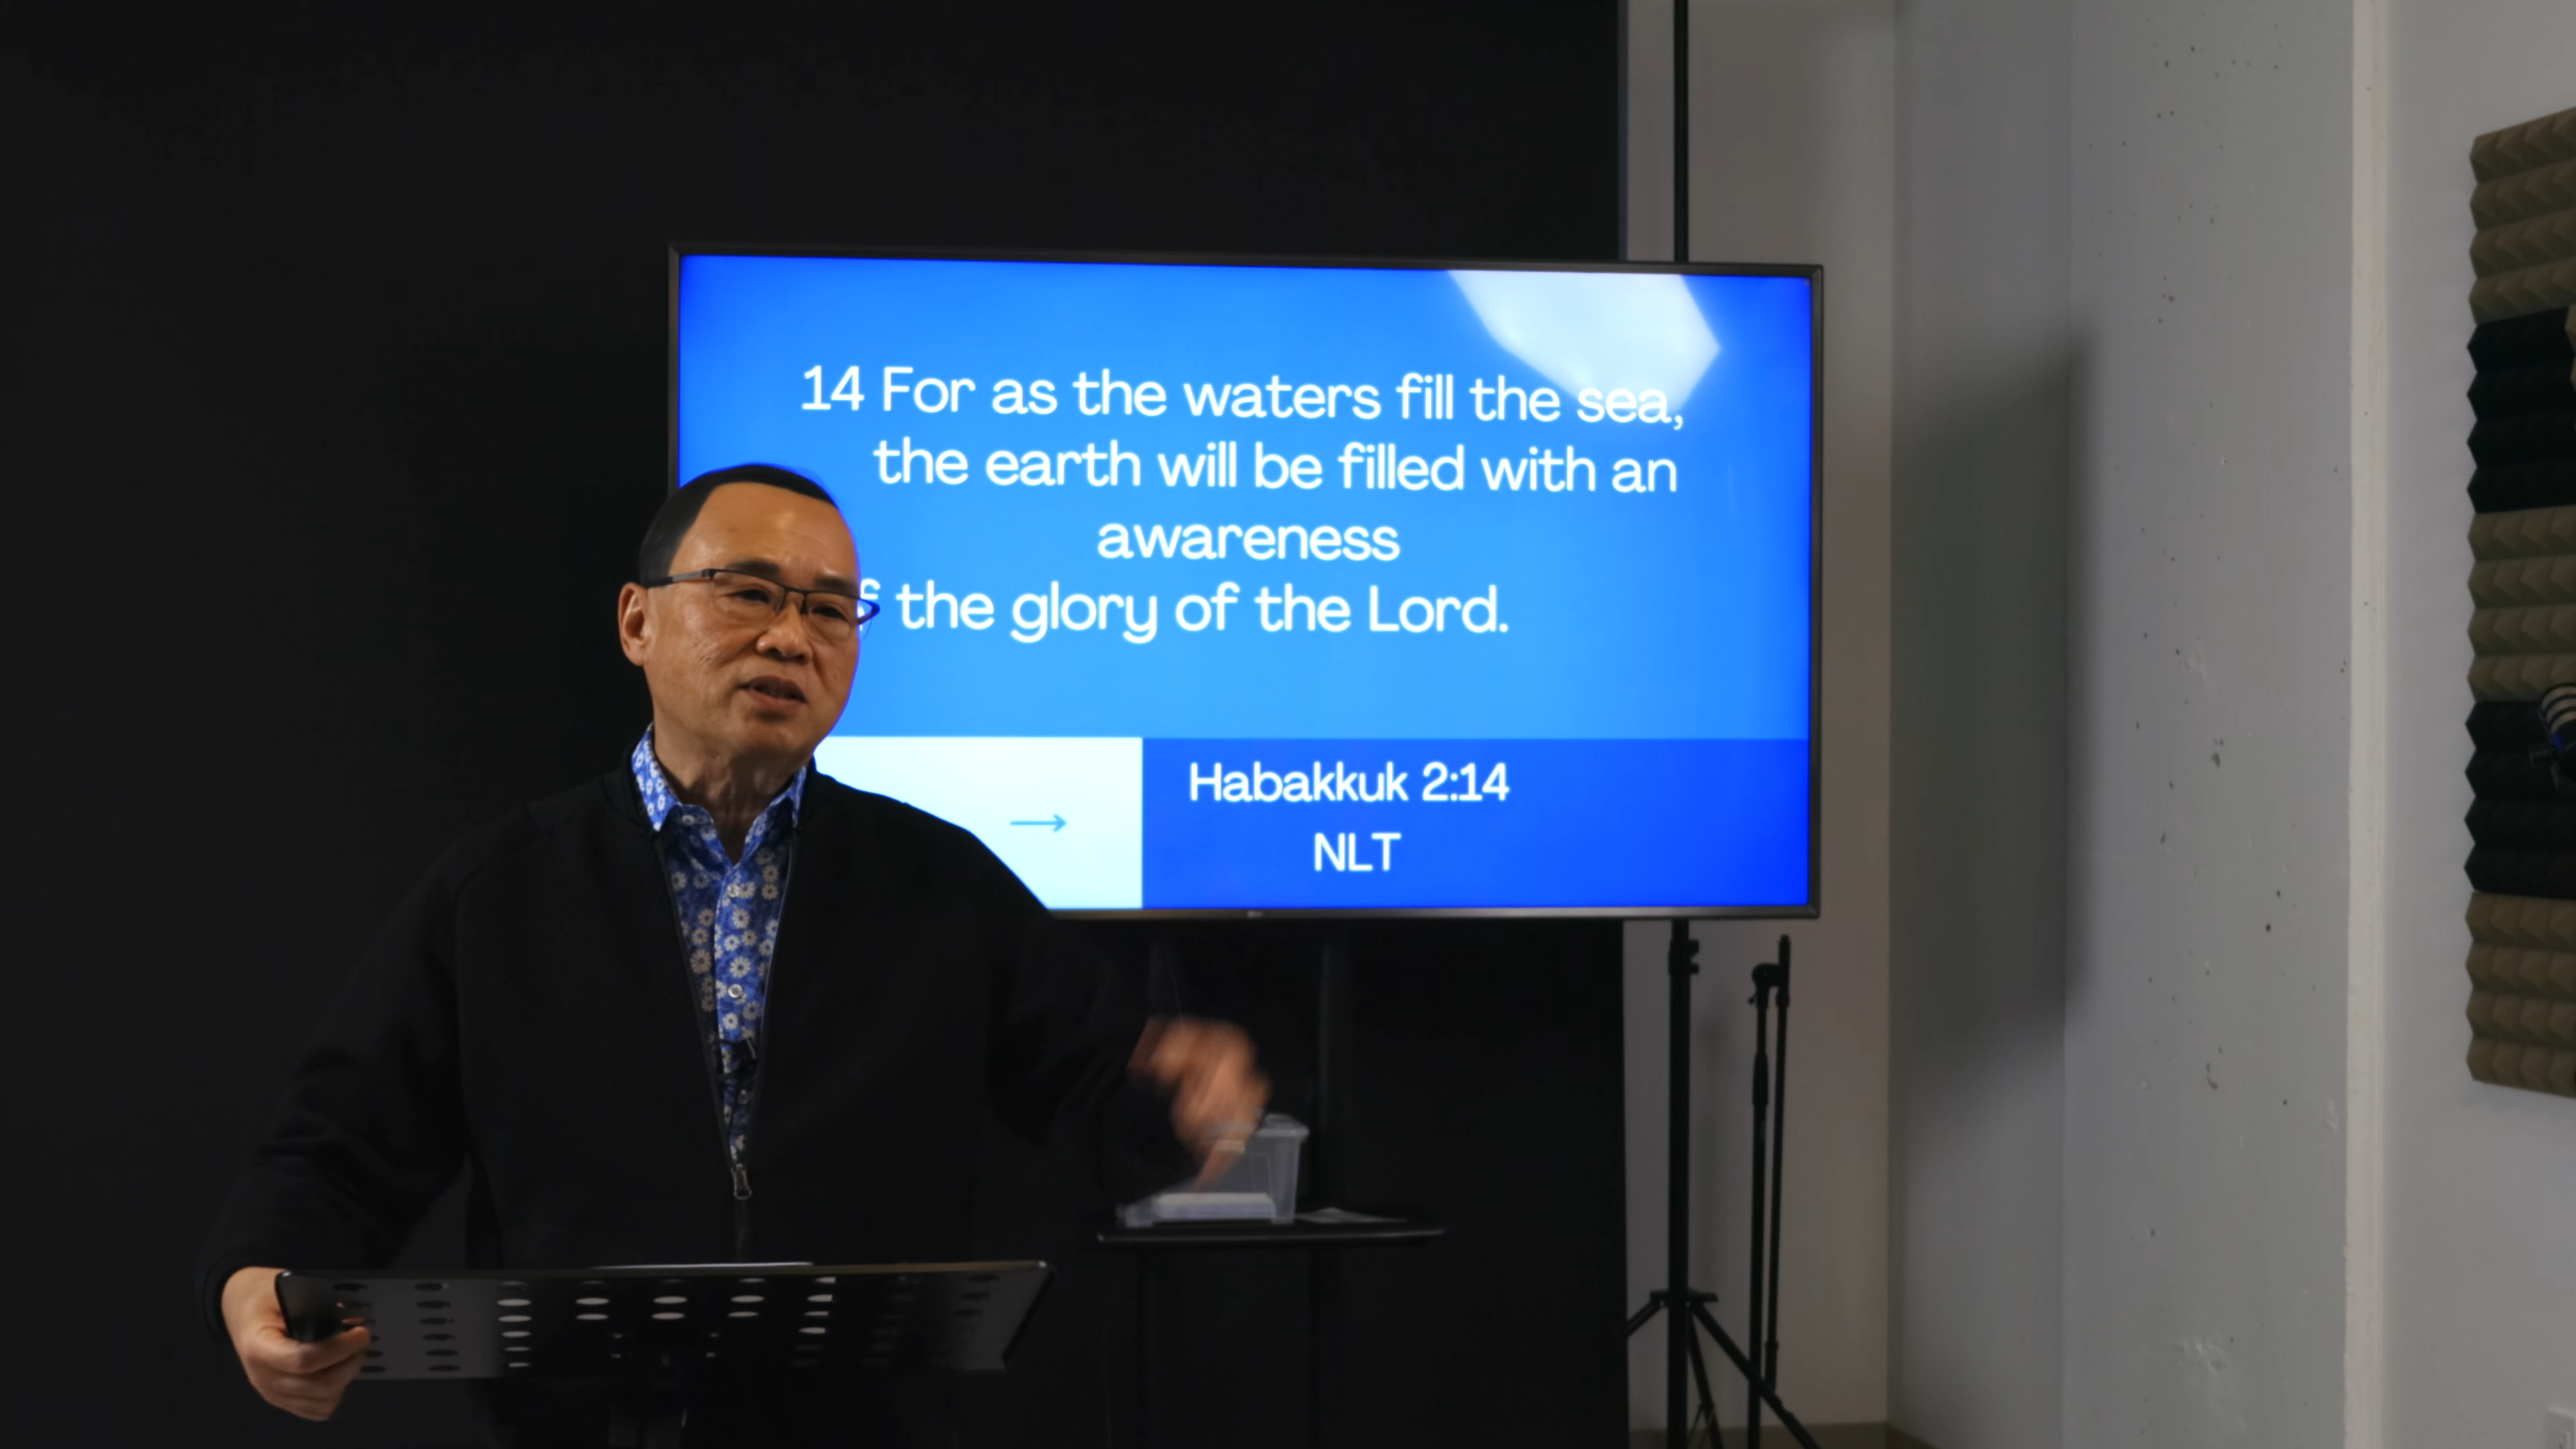 14 For as the waters fill the sea,
the earth will be filled with an
awareness
the glory of the Lord.
Habakkuk 2:14
NLT